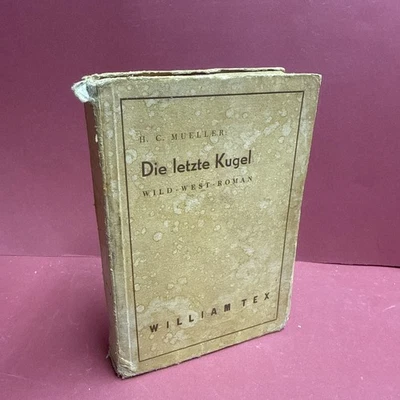 H. C. MUELLER
Die letzte Kugel
WILD-WEST-ROMAN
WILLIAM TEX